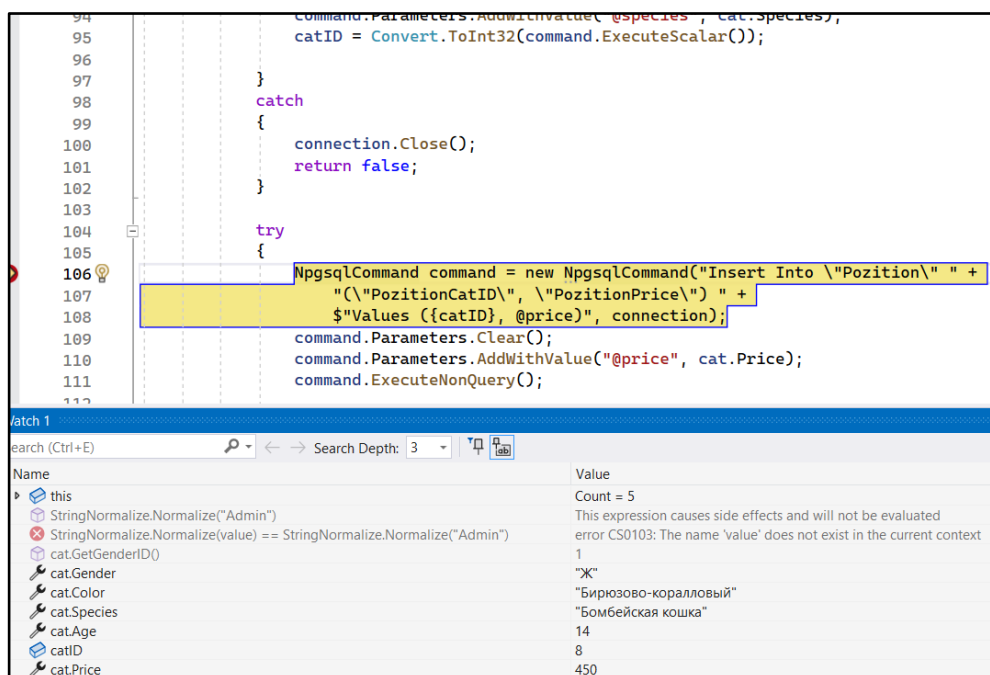 94 command.Parameters.AddWithValue("@species", cat.Species);
95 catID = Convert.ToInt32(command.ExecuteScalar());
96
97 }
98 catch
99 {
100 connection.Close();
101 return false;
102 }
103
104 try
105 {
106 NpgsqlCommand command = new NpgsqlCommand("Insert Into \"Pozition\" " +
107 "(\"PozitionCatID\", \"PozitionPrice\") " +
108 $"Values ({catID}, @price)", connection);
109 command.Parameters.Clear();
110 command.Parameters.AddWithValue("@price", cat.Price);
111 command.ExecuteNonQuery();
112
Watch 1
earch (Ctrl+E) Search Depth: 3
Name Value
this Count = 5
StringNormalize.Normalize("Admin") This expression causes side effects and will not be evaluated
StringNormalize.Normalize(value) == StringNormalize.Normalize("Admin") error CS0103: The name 'value' does not exist in the current context
cat.GetGenderID() 1
cat.Gender "Ж"
cat.Color "Бирюзово-коралловый"
cat.Species "Бомбейская кошка"
cat.Age 14
catID 8
cat.Price 450